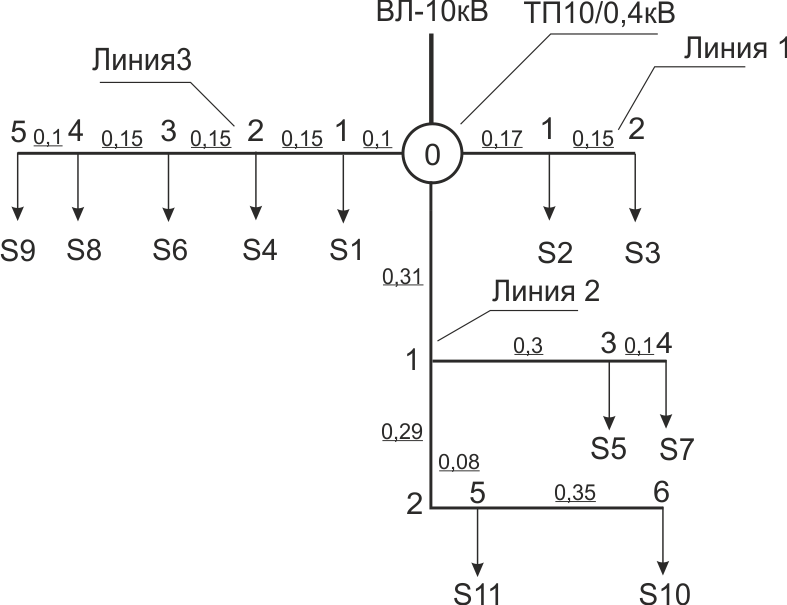 ВЛ-10кВ
ТП10/0,4кВ
Линия3
Линия 1
5 0,1 4 0,15 3 0,15 2 0,15 1 0,1 0 0,17 1 0,15 2
S9 S8 S6 S4 S1 S2 S3
0,31
Линия 2
1 0,3 3 0,1 4
0,29
S5 S7
0,08
2 5 0,35 6
S11 S10